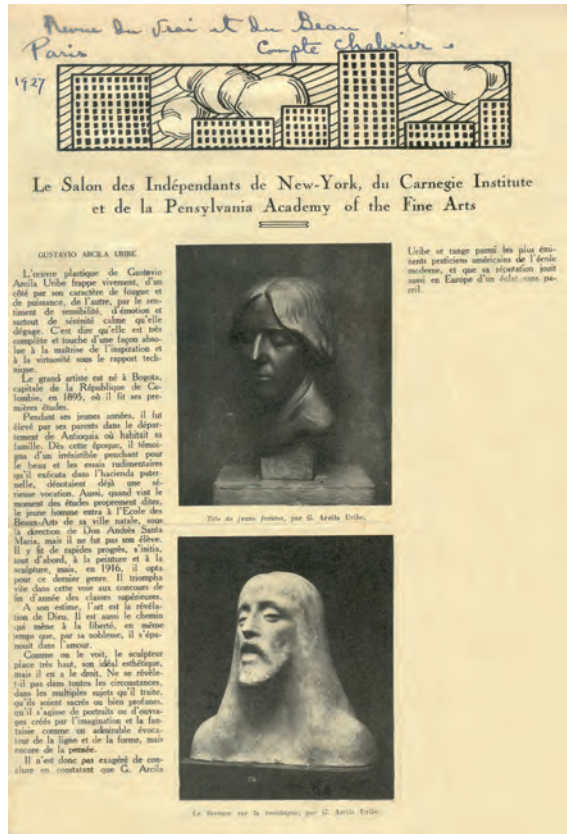 Revue du Vrai et du Beau
Paris Compte Chabrier
1927
Le Salon des Indépendants de New-York, du Carnegie Institute
et de la Pensylvania Academy of the Fine Arts
GUSTAVO ARCILA URIBE
L'œuvre plastique de Gustavio
Arcila Uribe frappe vivement, d'un
côté par son caractère de fougue et
de puissance, de l'autre, par le sen-
timent de sensibilité, d'émotion et
surtout de sérénité calme qu'elle
dégage. C'est dire qu'elle est très
complète et touche d'une façon abso-
lue à la maîtrise de l'inspiration et
à la virtuosité sous le rapport tech-
nique.
Le grand artiste est né à Bogota,
capitale de la République de Co-
lombie, en 1895, où il fit ses pre-
mières études.
Pendant ses jeunes années, il fut
élevé par ses parents dans le dépar-
tement de Antioquia où habitait sa
famille. Dès cette époque, il témoi-
gna d'un irrésistible penchant pour
le beau et les essais rudimentaires
qu'il exécuta dans l'hacienda pater-
nelle, dénotaient déjà une sé-
rieuse vocation. Aussi, quand vint le
moment des études proprement dites,
le jeune homme entra à l'Ecole des
Beaux-Arts de sa ville natale, sous
la direction de Don Andrès Santa
Maria, mais il ne fut pas son élève.
Il y fit de rapides progrès, s'initia,
tout d'abord, à la peinture et à la
sculpture, mais, en 1916, il opta
pour ce dernier genre. Il triompha
vite dans cette voie aux concours de
fin d'année des classes supérieures.
A son estime, l'art est la révéla-
tion de Dieu. Il est aussi le chemin
qui mène à la liberté, en même
temps que, par sa noblesse, il s'épa-
nouit dans l'amour.
Comme on le voit, le sculpteur
place très haut, son idéal esthétique,
mais il en a le droit. Ne se révèle-
t-il pas dans toutes les circonstances,
dans les multiples sujets qu'il traite,
qu'ils soient sacrés ou bien profanes,
qu'il s'agisse de portraits ou d'ouvra-
ges créés par l'imagination et la fan-
taisie comme un admirable évoca-
teur de la ligne et de la forme, mais
encore de la pensée.
Il n'est donc pas exagéré de con-
clure en constatant que G. Arcila
Tête de jeune femme, par G. Arcila Uribe.
Le Sermon sur la montagne, par G. Arcila Uribe.
Uribe se range parmi les plus émi-
nents praticiens américains de l'école
moderne, et que sa réputation jouit
aussi en Europe d'un éclat sans pa-
reil.